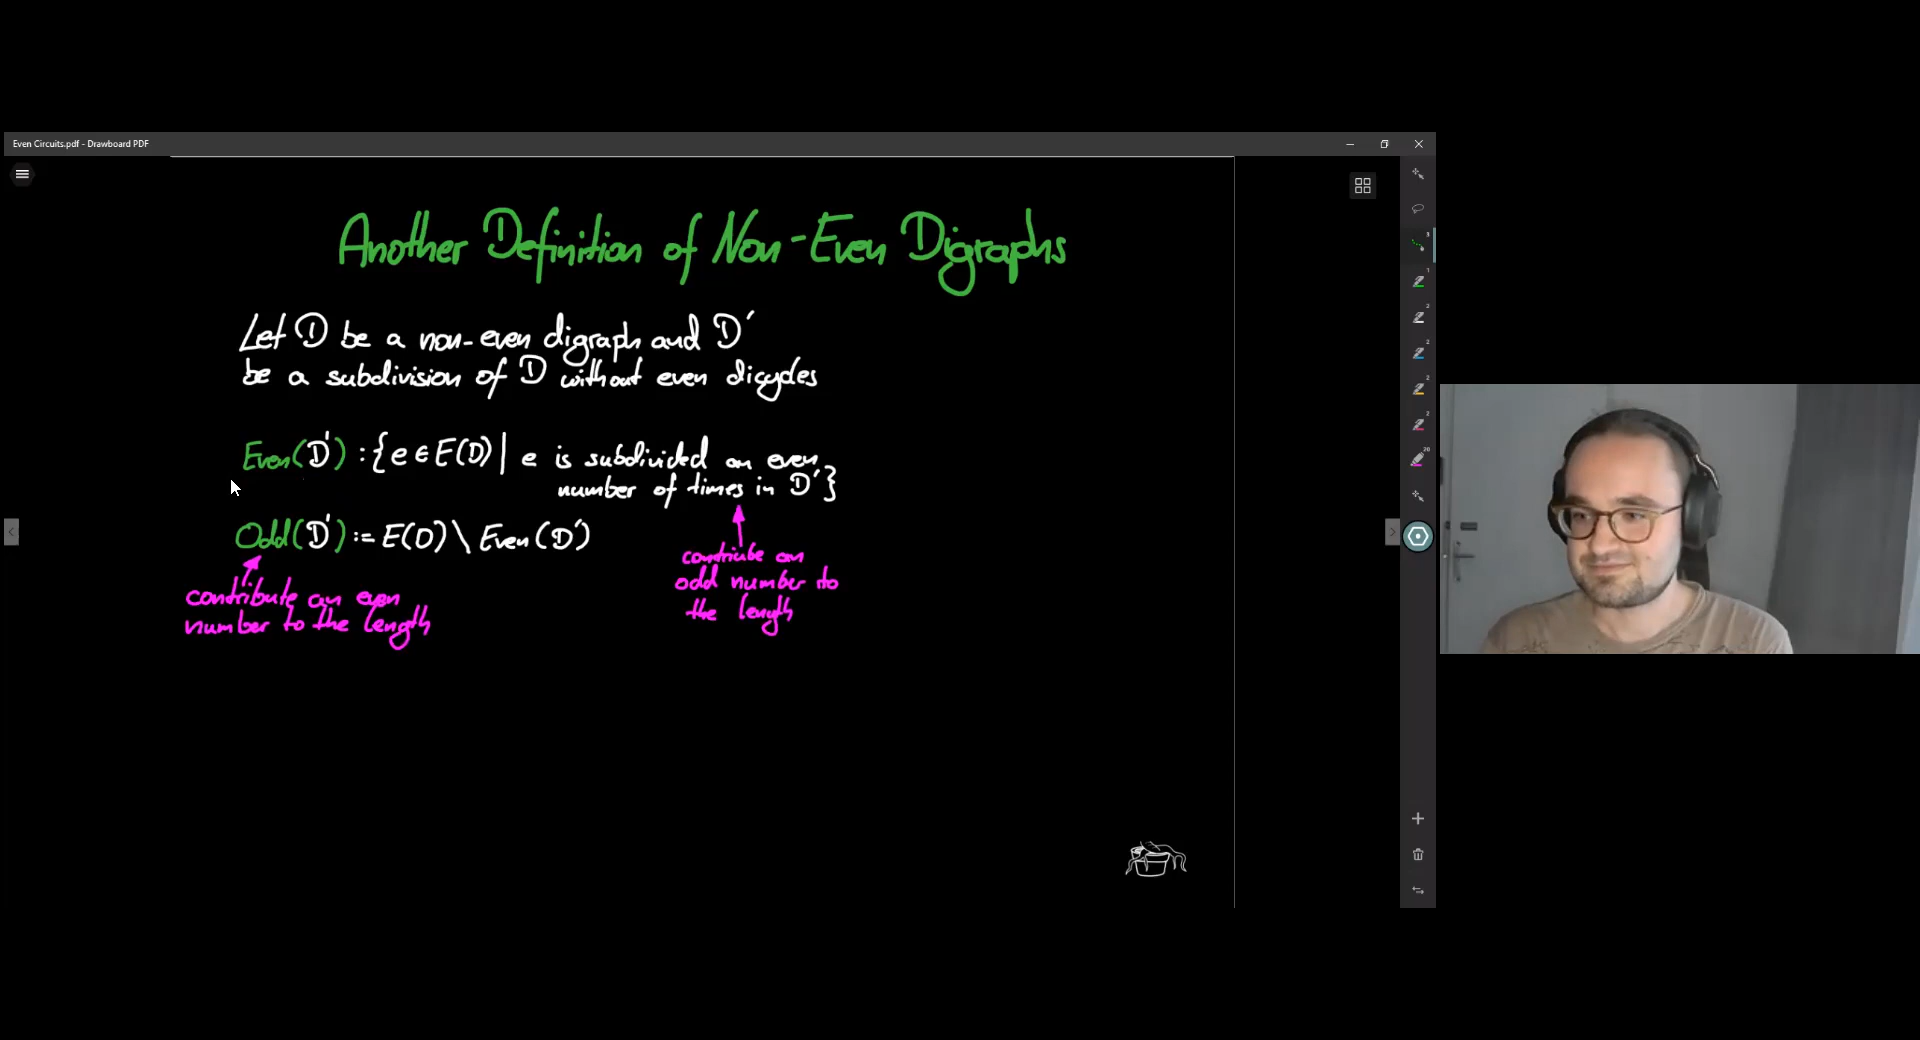 Even Circuits.pdf - Drawboard PDF
Another Definition of Non-Even Digraphs
Let D be a non-even digraph and D'
be a subdivision of D without even dicycles
Even(D') : {e ∈ E(D) | e is subdivided an even
number of times in D'}
Odd(D') := E(D) \ Even(D')
contriube an
odd number to
the length
contribute an even
number to the length